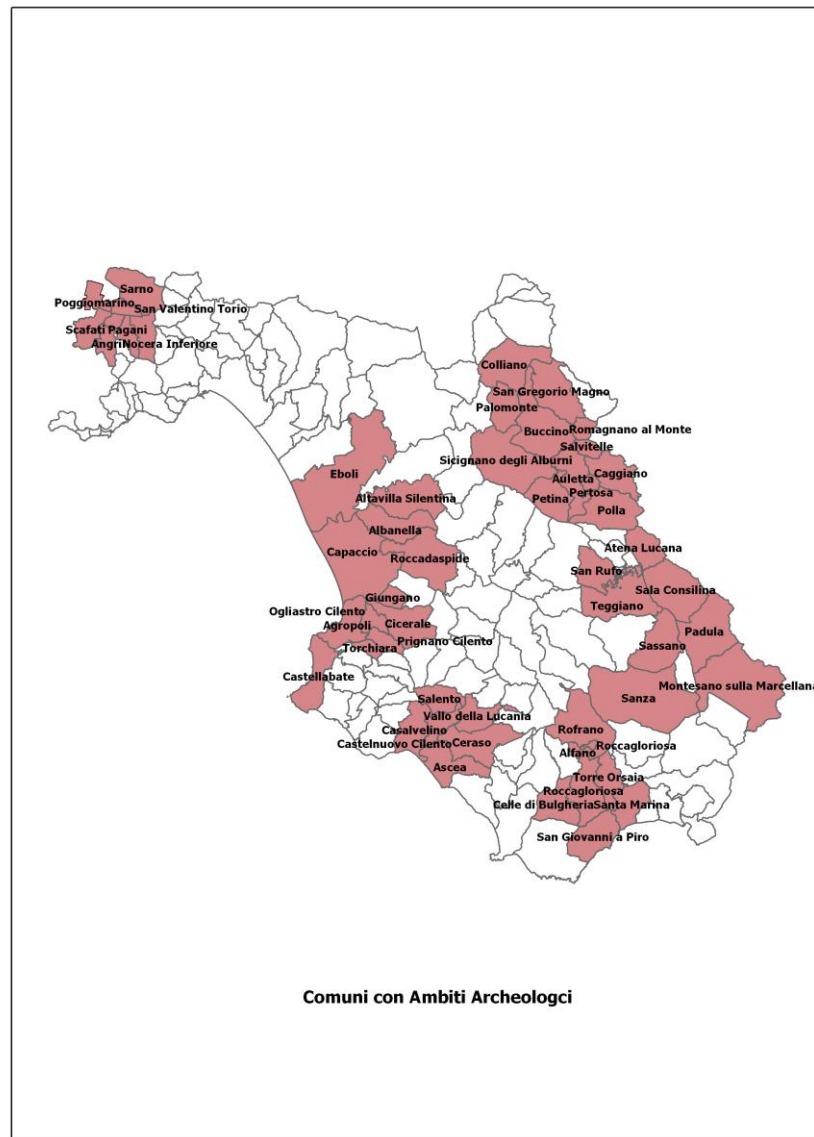 Sarno
Poggiomarino
San Valentino Torio
Scafati
Pagani
Angri
Nocera Inferiore
Colliano
San Gregorio Magno
Palomonte
Buccino
Romagnano al Monte
Salvitelle
Sicignano degli Alburni
Caggiano
Auletta
Pertosa
Petina
Polla
Eboli
Altavilla Silentina
Albanella
Capaccio
Roccadaspide
Atena Lucana
San Rufo
Sala Consilina
Teggiano
Giungano
Ogliastro Cilento
Agropoli
Cicerale
Prignano Cilento
Torchiara
Padula
Sassano
Castellabate
Montesano sulla Marcellana
Sanza
Salento
Vallo della Lucania
Casalvelino
Castelnuovo Cilento
Ceraso
Ascea
Rofrano
Roccagloriosa
Alfano
Torre Orsaia
Roccagloriosa
Celle di Bulgheria
Santa Marina
San Giovanni a Piro
Comuni con Ambiti Archeologci